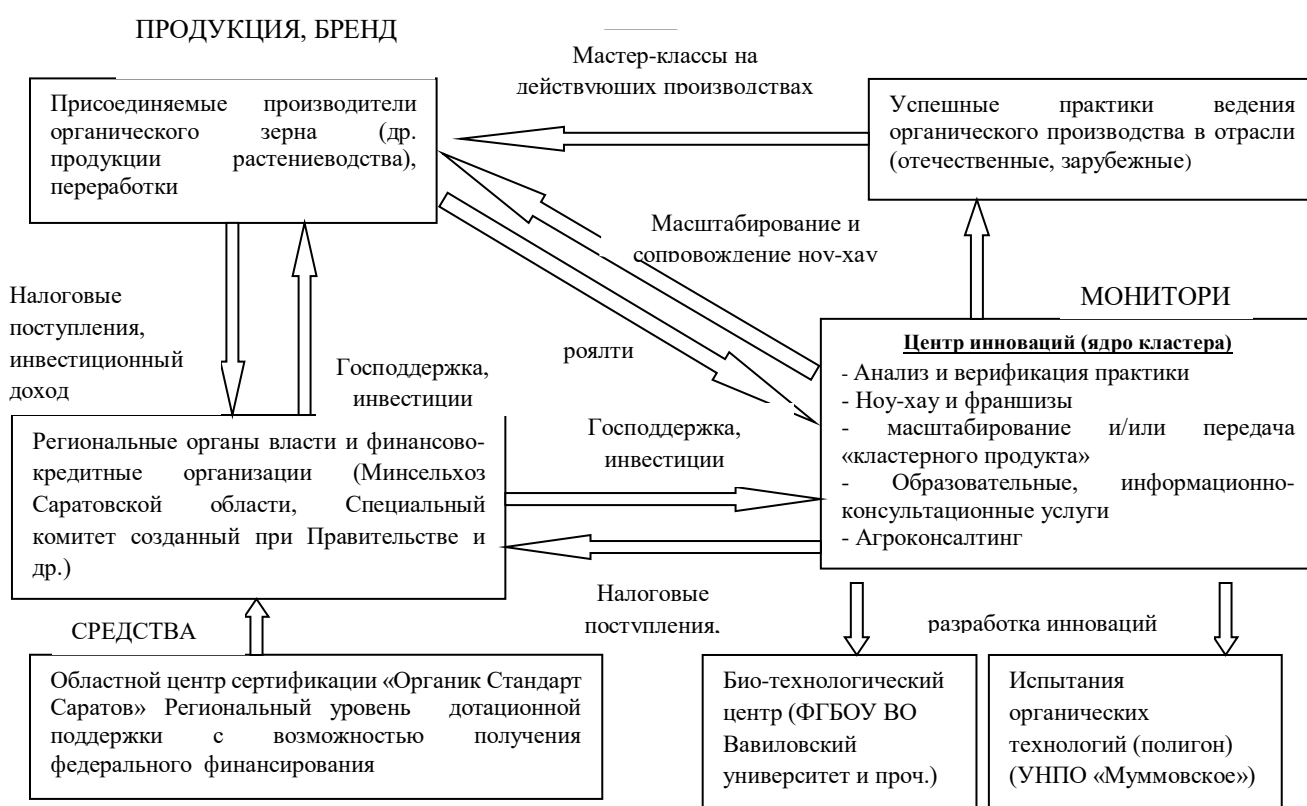 ПРОДУКЦИЯ, БРЕНД
Мастер-классы на
действующих производствах
Присоединяемые производители
органического зерна (др.
продукции растениеводства),
переработки
Успешные практики ведения
органического производства в отрасли
(отечественные, зарубежные)
Масштабирование и
сопровождение ноу-хау
Налоговые
поступления,
инвестиционный
доход
Господдержка,
инвестиции
роялти
МОНИТОРИ
Центр инноваций (ядро кластера)
- Анализ и верификация практики
- Ноу-хау и франшизы
- масштабирование и/или передача
«кластерного продукта»
- Образовательные, информационно-
консультационные услуги
- Агроконсалтинг
Региональные органы власти и финансово-
кредитные организации (Минсельхоз
Саратовской области, Специальный
комитет созданный при Правительстве и
др.)
Господдержка,
инвестиции
Налоговые
поступления,
СРЕДСТВА
разработка инноваций
Областной центр сертификации «Органик Стандарт
Саратов» Региональный уровень дотационной
поддержки с возможностью получения
федерального финансирования
Био-технологический
центр (ФГБОУ ВО
Вавиловский
университет и проч.)
Испытания
органических
технологий (полигон)
(УНПО «Муммовское»)